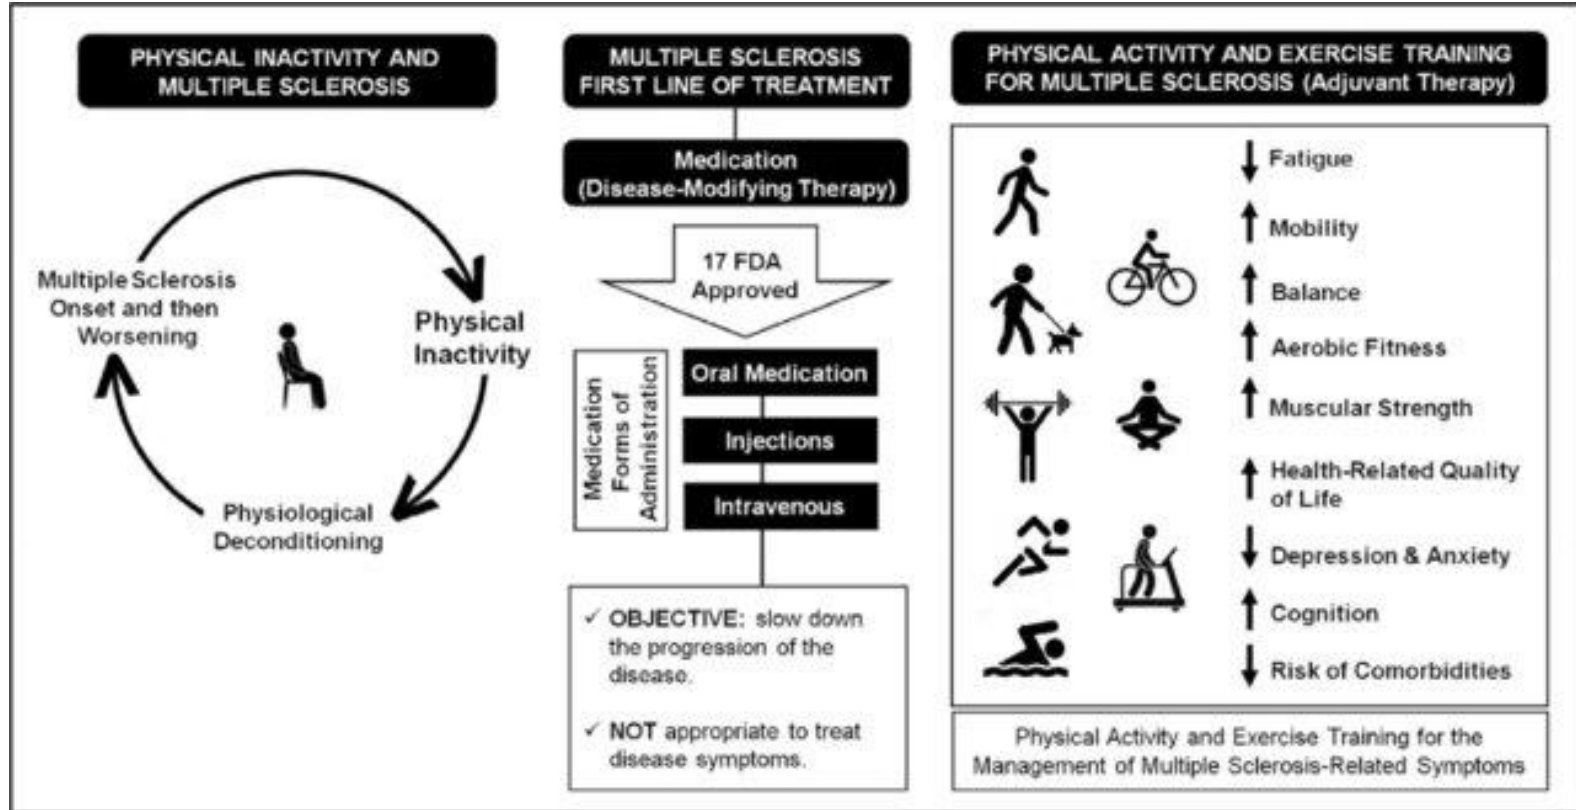 PHYSICAL INACTIVITY AND
MULTIPLE SCLEROSIS
Multiple Sclerosis
Onset and then
Worsening
Physical
Inactivity
Physiological
Deconditioning
MULTIPLE SCLEROSIS
FIRST LINE OF TREATMENT
Medication
(Disease-Modifying Therapy)
17 FDA
Approved
Medication
Forms of
Administration
Oral Medication
Injections
Intravenous
✓ OBJECTIVE: slow down
the progression of the
disease.
✓ NOT appropriate to treat
disease symptoms.
PHYSICAL ACTIVITY AND EXERCISE TRAINING
FOR MULTIPLE SCLEROSIS (Adjuvant Therapy)
Fatigue
Mobility
Balance
Aerobic Fitness
Muscular Strength
Health-Related Quality
of Life
Depression & Anxiety
Cognition
Risk of Comorbidities
Physical Activity and Exercise Training for the
Management of Multiple Sclerosis-Related Symptoms